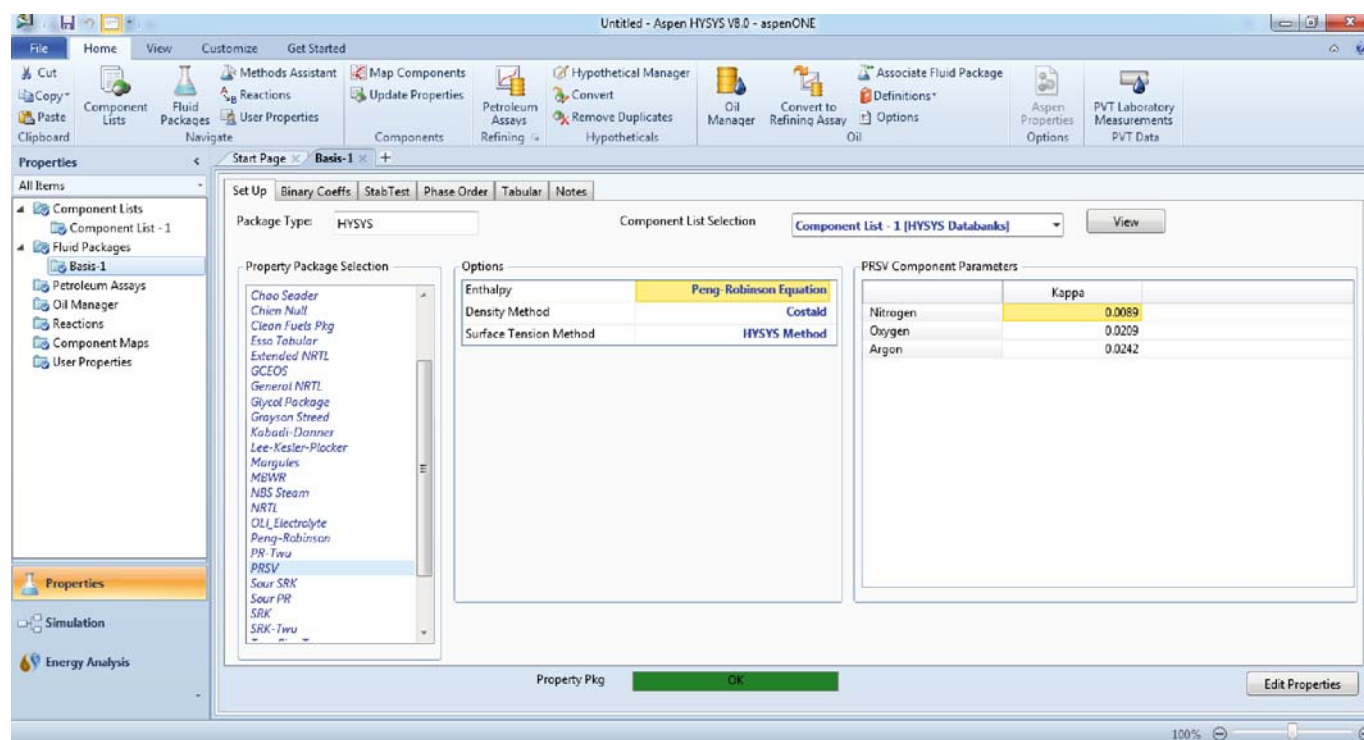 Untitled - Aspen HYSYS V8.0 - aspenONE
File Home View Customize Get Started
Cut
Copy
Paste
Clipboard
Component Lists
Fluid Packages
Methods Assistant
Reactions
User Properties
Navigate
Map Components
Update Properties
Components
Petroleum Assays
Refining
Hypothetical Manager
Convert
Remove Duplicates
Hypotheticals
Oil Manager
Convert to Refining Assay
Associate Fluid Package
Definitions
Options
Oil
Aspen Properties
Options
PVT Laboratory Measurements
PVT Data
Properties <
All Items
Component Lists
Component List - 1
Fluid Packages
Basis-1
Petroleum Assays
Oil Manager
Reactions
Component Maps
User Properties
Properties
Simulation
Energy Analysis
Start Page × Basis-1 × +
Set Up Binary Coeffs StabTest Phase Order Tabular Notes
Package Type: HYSYS Component List Selection Component List - 1 [HYSYS Databanks] View
Property Package Selection
Chao Seader
Chien Null
Clean Fuels Pkg
Esso Tabular
Extended NRTL
GCEOS
General NRTL
Glycol Package
Grayson Streed
Kabadi-Danner
Lee-Kesler-Plocker
Margules
MBWR
NBS Steam
NRTL
OLI_Electrolyte
Peng-Robinson
PR-Twu
PRSV
Sour SRK
Sour PR
SRK
SRK-Twu
Options
Enthalpy Peng-Robinson Equation
Density Method Costald
Surface Tension Method HYSYS Method
PRSV Component Parameters
Kappa
Nitrogen 0.0089
Oxygen 0.0209
Argon 0.0242
Property Pkg OK
Edit Properties
100%